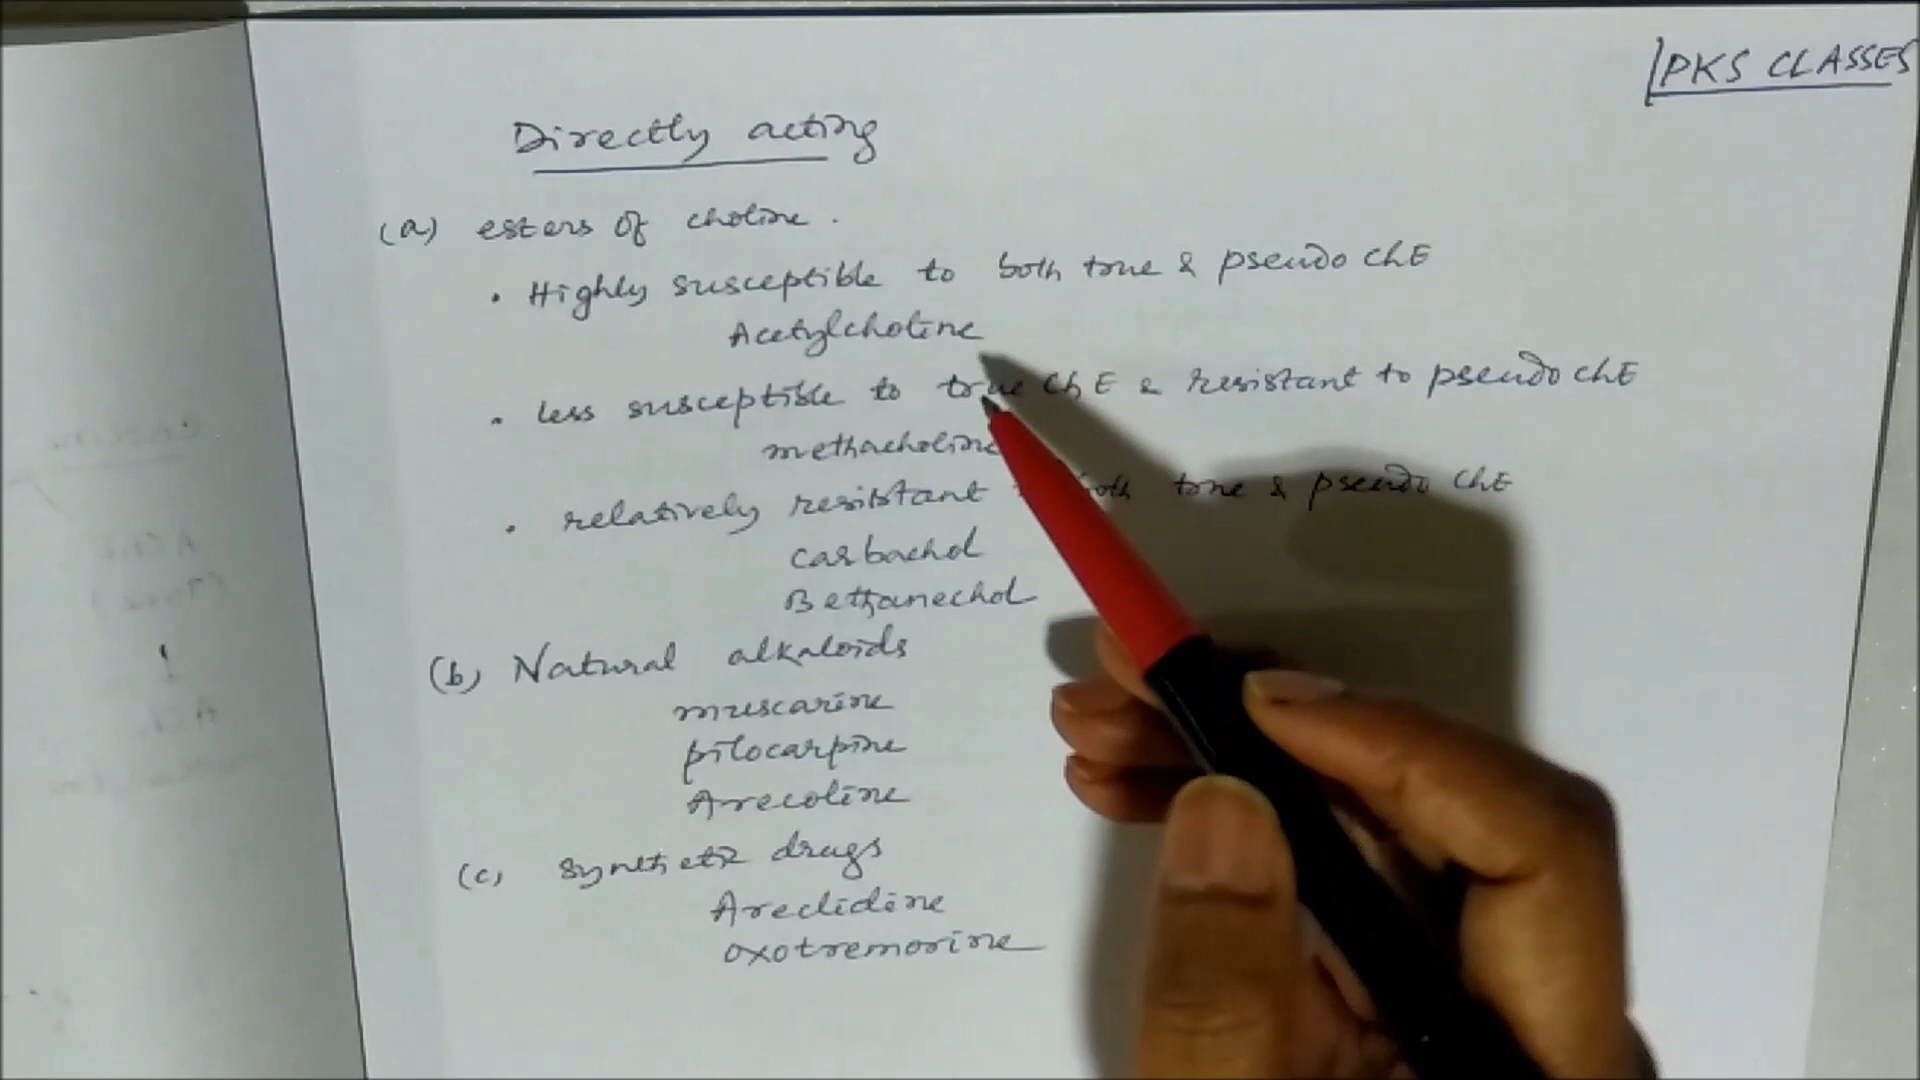 PKS CLASSES
Directly acting
(a) esters of choline.
• Highly susceptible to both true & pseudo ChE
Acetylcholine
• less susceptible to true ChE & resistant to pseudo ChE
methacholine
• relatively resistant both true & pseudo ChE
Carbachol
Bethanechol
(b) Natural alkaloids
muscarine
pilocarpine
Arecoline
(c) Synthetic drugs
Areclidine
oxotremorine